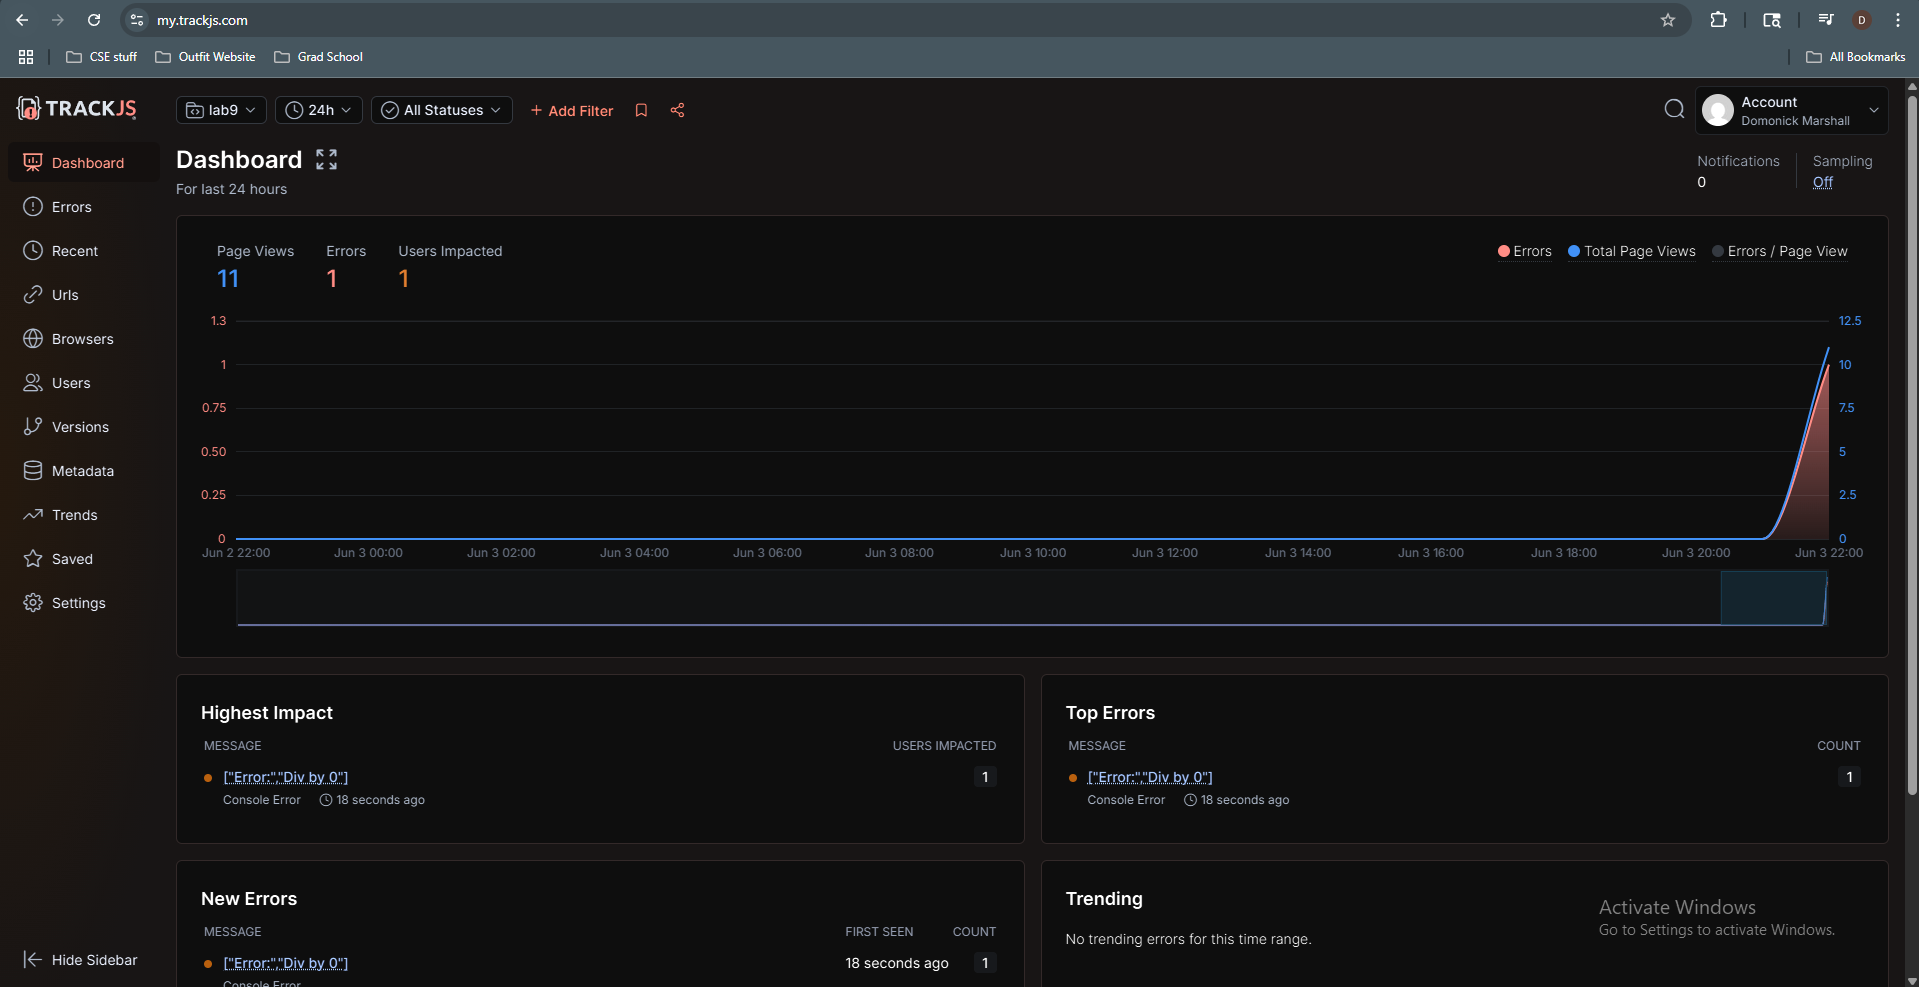 my.trackjs.com
CSE stuff Outfit Website Grad School All Bookmarks
TRACKJS lab9 24h All Statuses + Add Filter Account
Domonick Marshall
Dashboard
Errors
Recent
Urls
Browsers
Users
Versions
Metadata
Trends
Saved
Settings
Hide Sidebar
Dashboard
For last 24 hours
Notifications Sampling
0 Off
Page Views Errors Users Impacted
11 1 1
Errors Total Page Views Errors / Page View
1.3 12.5
1 10
0.75 7.5
0.50 5
0.25 2.5
0 0
Jun 2 22:00 Jun 3 00:00 Jun 3 02:00 Jun 3 04:00 Jun 3 06:00 Jun 3 08:00 Jun 3 10:00 Jun 3 12:00 Jun 3 14:00 Jun 3 16:00 Jun 3 18:00 Jun 3 20:00 Jun 3 22:00
Highest Impact
MESSAGE USERS IMPACTED
["Error:","Div by 0"] 1
Console Error 18 seconds ago
Top Errors
MESSAGE COUNT
["Error:","Div by 0"] 1
Console Error 18 seconds ago
New Errors
MESSAGE FIRST SEEN COUNT
["Error:","Div by 0"] 18 seconds ago 1
Console Error
Trending
No trending errors for this time range.
Activate Windows
Go to Settings to activate Windows.
D